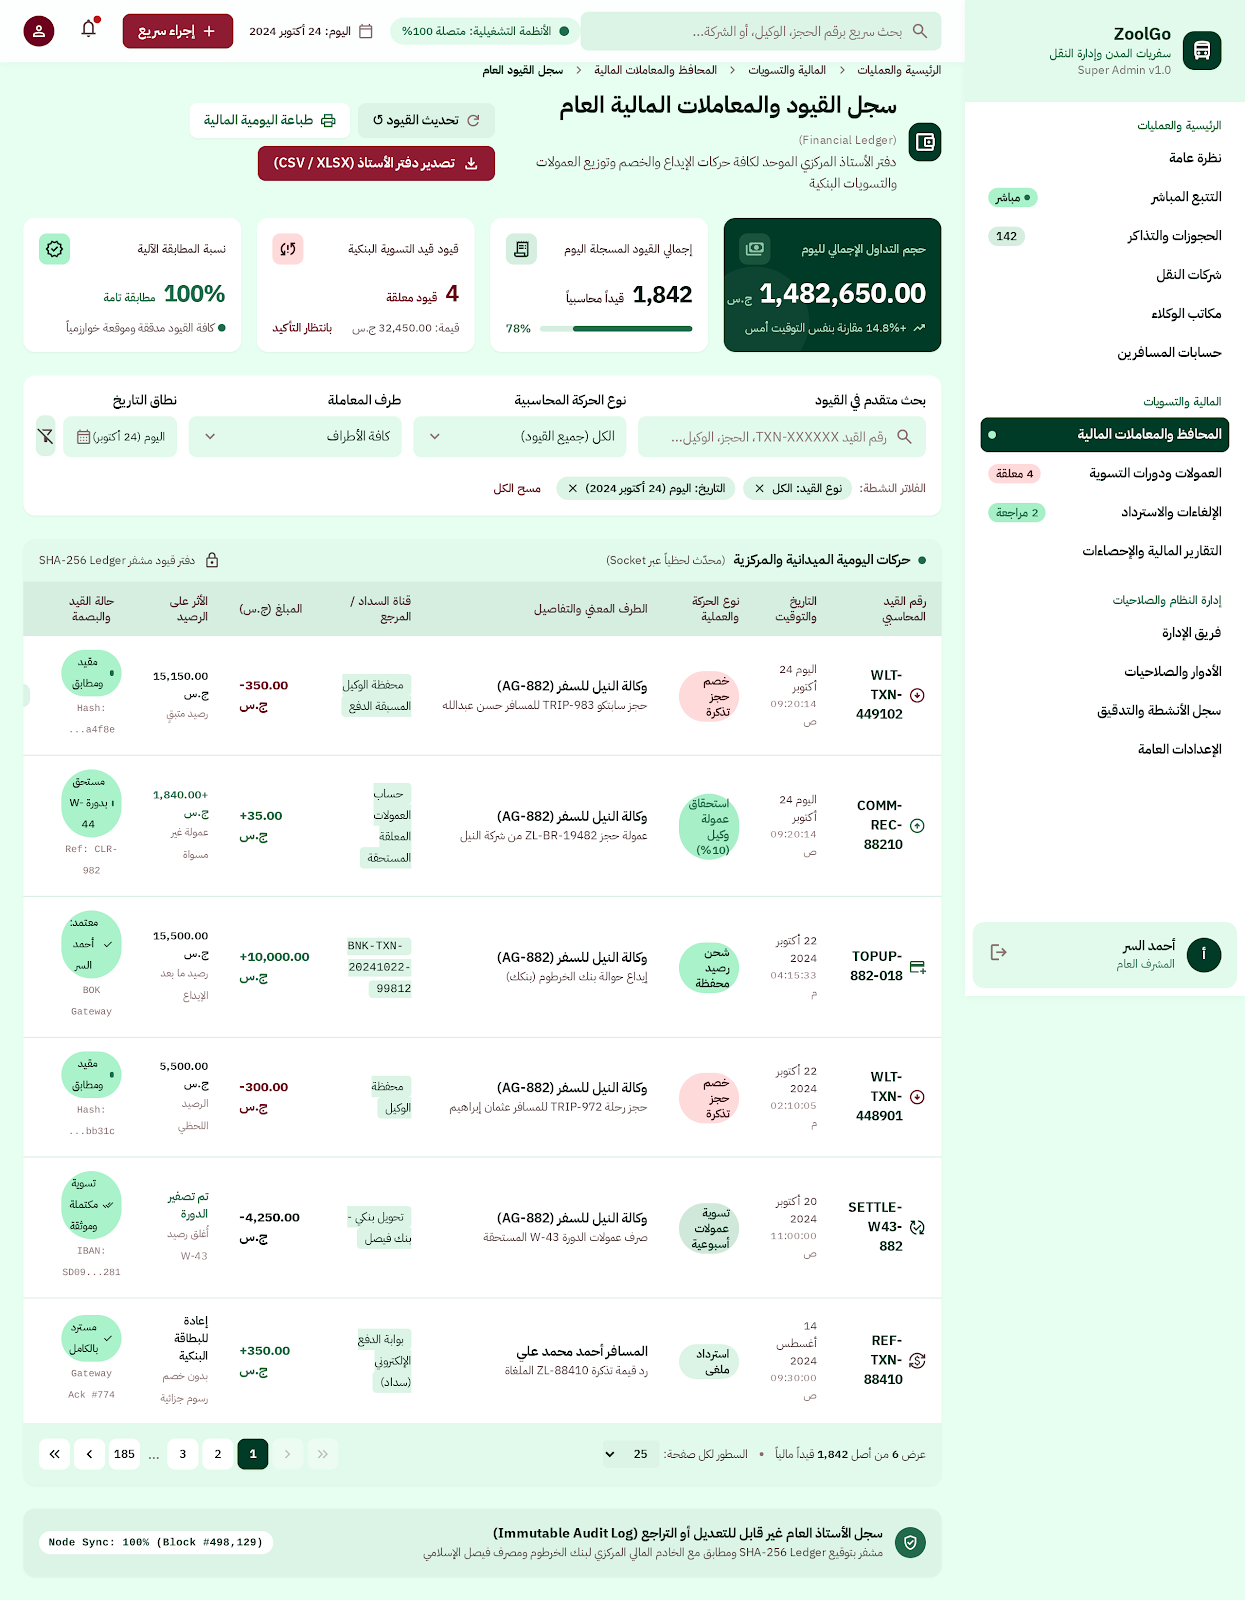 ZoolGo
سفريات المدن وإدارة النقل
Super Admin v1.0
الرئيسية والعمليات
نظرة عامة
التتبع المباشر
مباشر
الحجوزات والتذاكر
142
شركات النقل
مكاتب الوكلاء
حسابات المسافرين
المالية والتسويات
المحافظ والمعاملات المالية
العمولات ودورات التسوية
4 معلقة
الإلغاءات والاسترداد
2 مراجعة
التقارير المالية والإحصاءات
إدارة النظام والصلاحيات
فريق الإدارة
الأدوار والصلاحيات
سجل الأنشطة والتدقيق
الإعدادات العامة
أ
أحمد السر
المشرف العام
بحث سريع برقم الحجز، الوكيل، أو الشركة...
الأنظمة التشغيلية: متصلة 100%
اليوم: 24 أكتوبر 2024
إجراء سريع
الرئيسية والعمليات
المالية والتسويات
المحافظ والمعاملات المالية
سجل القيود العام
سجل القيود والمعاملات المالية العام
(Financial Ledger)
دفتر الأستاذ المركزي الموحد لكافة حركات الإيداع والخصم وتوزيع العمولات
والتسويات البنكية
تحديث القيود ↺
طباعة اليومية المالية
تصدير دفتر الأستاذ (CSV / XLSX)
حجم التداول الإجمالي لليوم
1,482,650.00 ج.س
+14.8% مقارنة بنفس التوقيت أمس
إجمالي القيود المسجلة اليوم
1,842 قيداً محاسبياً
78%
قيود قيد التسوية البنكية
4 قيود معلقة
قيمة: 32,450.00 ج.س
بانتظار التأكيد
نسبة المطابقة الآلية
100% مطابقة تامة
كافة القيود مدققة وموقعة خوارزمياً
بحث متقدم في القيود
رقم القيد TXN-XXXXXX، الحجز، الوكيل...
نوع الحركة المحاسبية
الكل (جميع القيود)
طرف المعاملة
كافة الأطراف
نطاق التاريخ
اليوم (24 أكتوبر)
الفلاتر النشطة:
نوع القيد: الكل ✕
التاريخ: اليوم (24 أكتوبر 2024) ✕
مسح الكل
حركات اليومية الميدانية والمركزية
(محدّث لحظياً عبر Socket)
دفتر قيود مشفر SHA-256 Ledger
رقم القيد
المحاسبي
التاريخ
والتوقيت
نوع الحركة
والعملية
الطرف المعني والتفاصيل
قناة السداد /
المرجع
المبلغ (ج.س)
الأثر على
الرصيد
حالة القيد
والبصمة
WLT-
TXN-
449102
اليوم 24
أكتوبر
09:20:14
ص
خصم
حجز
تذكرة
وكالة النيل للسفر (AG-882)
حجز سابتكو TRIP-983 للمسافر حسن عبدالله
محفظة الوكيل
المسبقة الدفع
-350.00
ج.س
15,150.00
ج.س
رصيد متبقٍ
مقيد
ومطابق
Hash:
...a4f8e
COMM-
REC-
88210
اليوم 24
أكتوبر
09:20:14
ص
استحقاق
عمولة
وكيل
(10%)
وكالة النيل للسفر (AG-882)
عمولة حجز ZL-BR-19482 من شركة النيل
حساب
العمولات
المعلقة
المستحقة
+35.00
ج.س
+1,840.00
ج.س
عمولة غير
مسواة
مستحق
بدورة W-
44
Ref: CLR-
982
TOPUP-
882-018
22 أكتوبر
2024
04:15:33
م
شحن
رصيد
محفظة
وكالة النيل للسفر (AG-882)
إيداع حوالة بنك الخرطوم (بنكك)
BNK-TXN-
20241022-
99812
+10,000.00
ج.س
15,500.00
ج.س
رصيد ما بعد
الإيداع
معتمد:
أحمد
السر
BOK
Gateway
WLT-
TXN-
448901
22 أكتوبر
2024
02:10:05
م
خصم
حجز
تذكرة
وكالة النيل للسفر (AG-882)
حجز رحلة TRIP-972 للمسافر عثمان إبراهيم
محفظة
الوكيل
-300.00
ج.س
5,500.00
ج.س
الرصيد
اللحظي
مقيد
ومطابق
Hash:
...bb31c
SETTLE-
W43-
882
20 أكتوبر
2024
11:00:00
ص
تسوية
عمولات
أسبوعية
وكالة النيل للسفر (AG-882)
صرف عمولات الدورة W-43 المستحقة
تحويل بنكي -
بنك فيصل
-4,250.00
ج.س
تم تصفير
الدورة
أغلق رصيد
W-43
تسوية
مكتملة
وموثقة
IBAN:
SD09...281
REF-
TXN-
88410
14
أغسطس
2024
09:30:00
ص
استرداد
ملغى
المسافر أحمد محمد علي
رد قيمة تذكرة ZL-88410 الملغاة
بوابة الدفع
الإلكتروني
(سداد)
+350.00
ج.س
إعادة
للبطاقة
البنكية
بدون خصم
رسوم جزائية
مسترد
بالكامل
Gateway
Ack #774
عرض 6 من أصل 1,842 قيداً مالياً • السطور لكل صفحة: 25
1 2 3 ... 185
سجل الأستاذ العام غير قابل للتعديل أو التراجع (Immutable Audit Log)
مشفر بتوقيع SHA-256 Ledger ومطابق مع الخادم المالي المركزي لبنك الخرطوم ومصرف فيصل الإسلامي
Node Sync: 100% (Block #498,129)